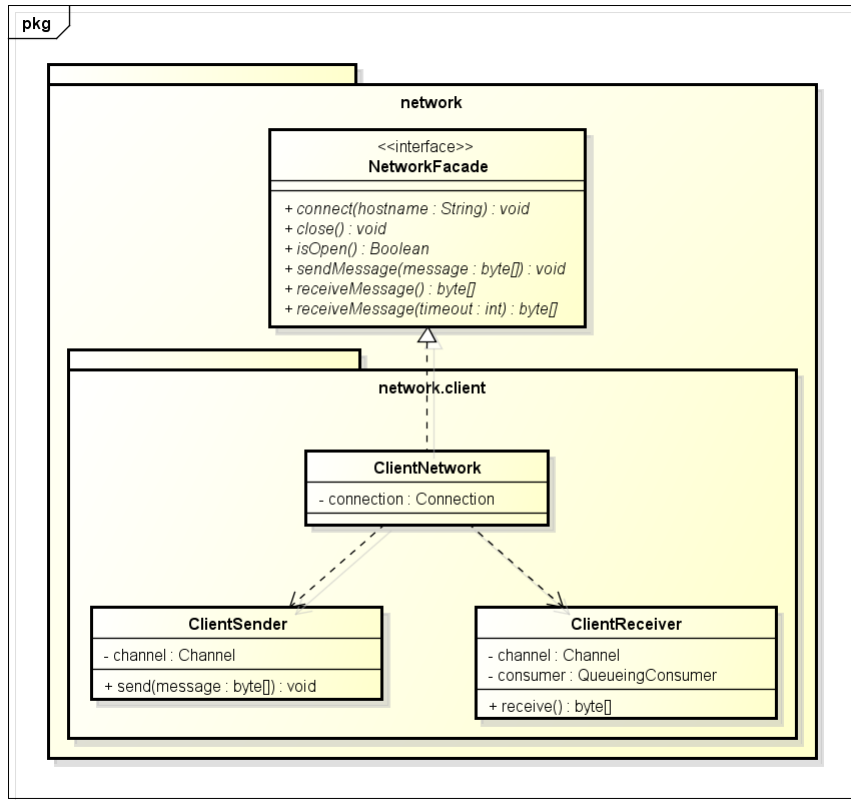 pkg
network
<<interface>>
NetworkFacade
+ connect(hostname : String) : void
+ close() : void
+ isOpen() : Boolean
+ sendMessage(message : byte[]) : void
+ receiveMessage() : byte[]
+ receiveMessage(timeout : int) : byte[]
network.client
ClientNetwork
- connection : Connection
ClientSender
- channel : Channel
+ send(message : byte[]) : void
ClientReceiver
- channel : Channel
- consumer : QueueingConsumer
+ receive() : byte[]